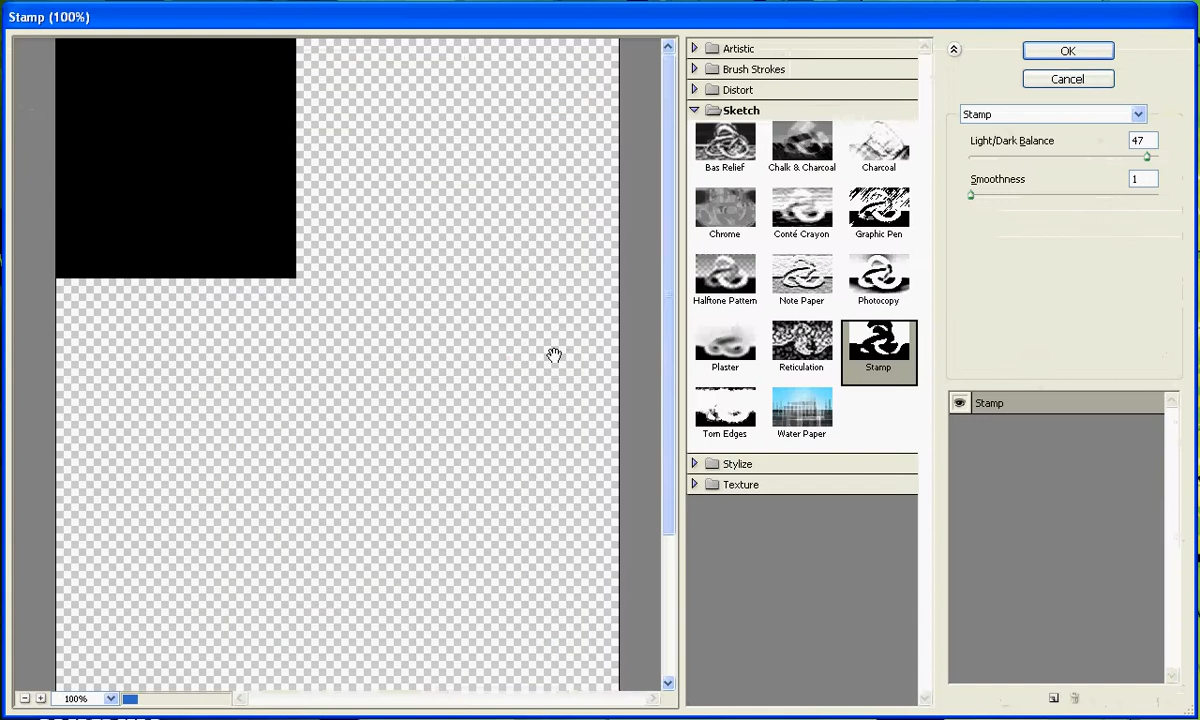 Stamp (100%)
Artistic
Brush Strokes
Distort
Sketch
Bas Relief
Chalk & Charcoal
Charcoal
Chrome
Conté Crayon
Graphic Pen
Halftone Pattern
Note Paper
Photocopy
Plaster
Reticulation
Stamp
Torn Edges
Water Paper
Stylize
Texture
OK
Cancel
Stamp
Light/Dark Balance 47
Smoothness 1
Stamp
100%